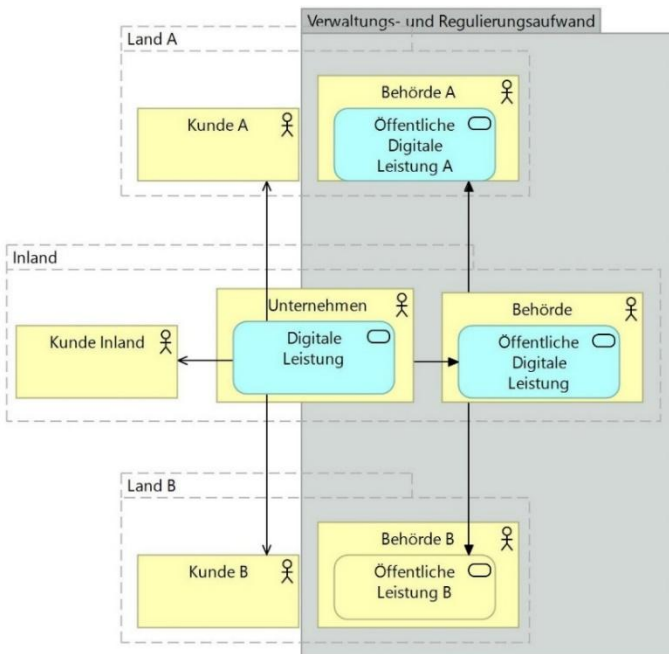 Verwaltungs- und Regulierungsaufwand
Land A
Behörde A
Kunde A
Öffentliche
Digitale
Leistung A
Inland
Unternehmen
Behörde
Kunde Inland
Digitale
Leistung
Öffentliche
Digitale
Leistung
Land B
Behörde B
Kunde B
Öffentliche
Leistung B